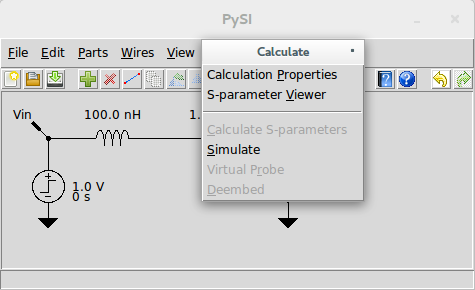 PySI
File Edit Parts Wires View
Calculate
Calculation Properties
S-parameter Viewer
Calculate S-parameters
Simulate
Virtual Probe
Deembed
Vin
100.0 nH
1.
1.0 V
0 s